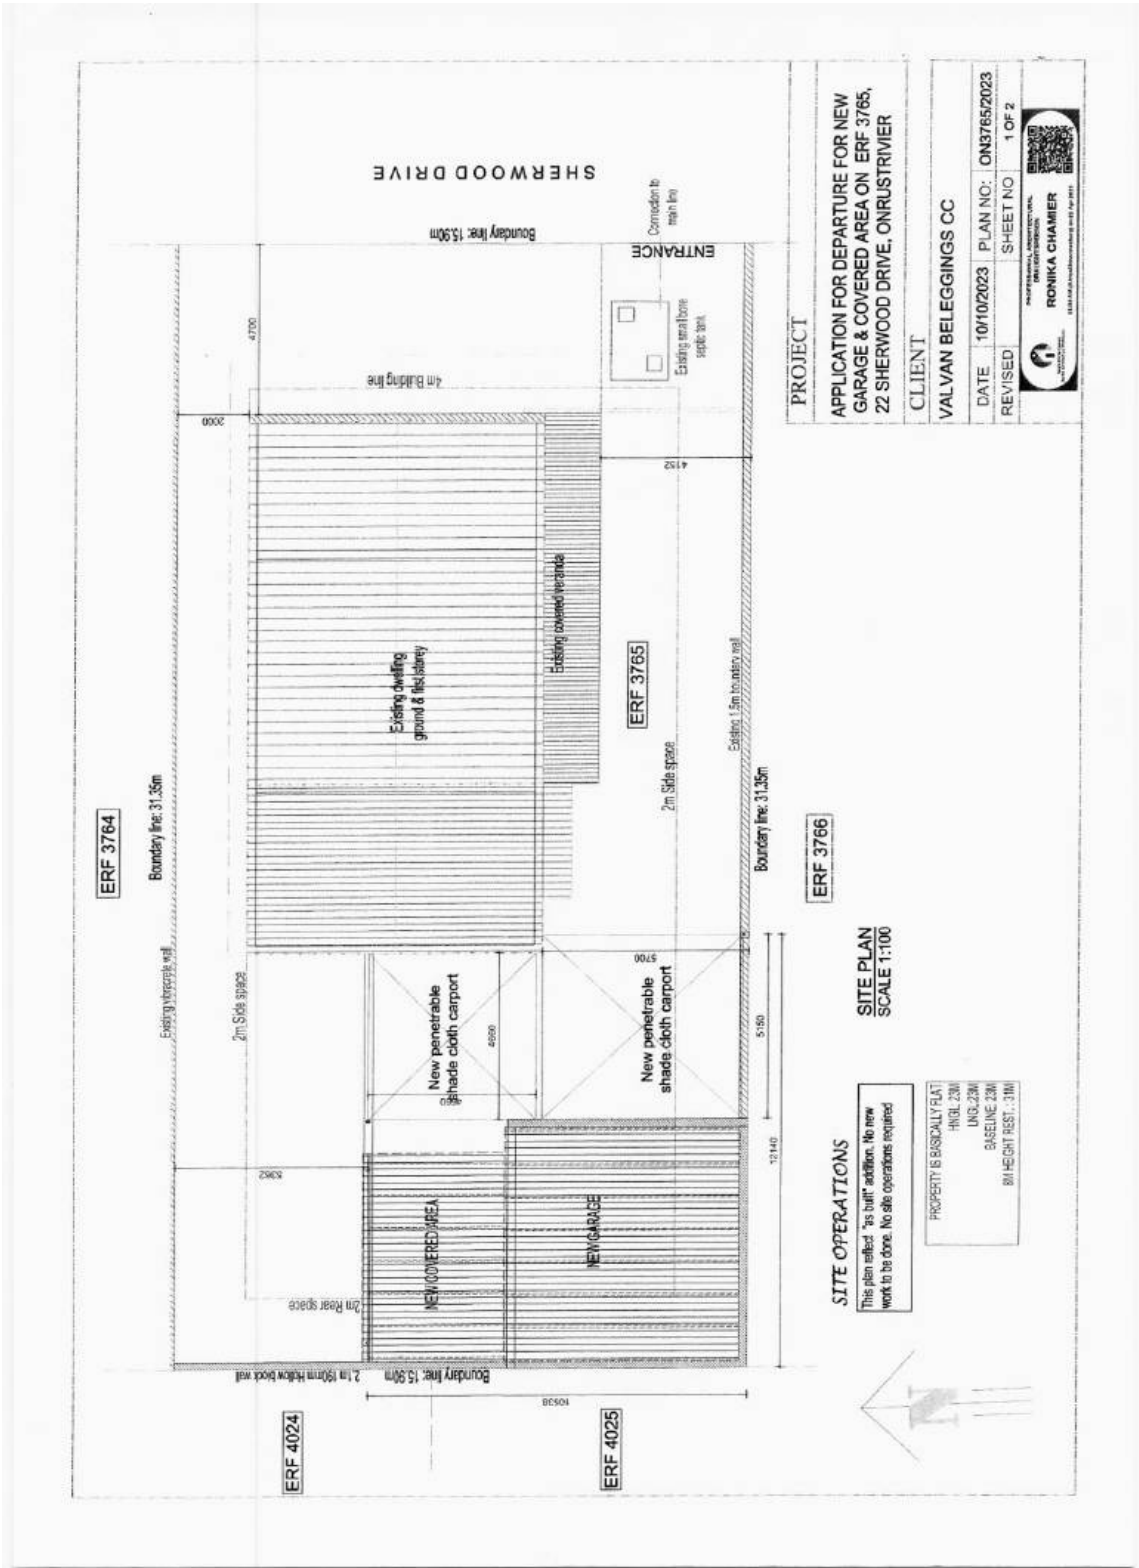 ERF 3764
Boundary line: 31.35m
Existing vibracrete wall
2m Side space
SHERWOOD DRIVE
Boundary line: 15.90m
4700
4m Building line
2000
ENTRANCE
Connection to
main line
Existing small bore
septic tank
4152
Existing dwelling
ground & first storey
Existing covered veranda
ERF 3765
2m Side space
Existing 1.5m boundary wall
Boundary line: 31.35m
ERF 3766
New penetrable
shade cloth carport
4660
New penetrable
shade cloth carport
5700
5150
12140
5362
NEW COVERED AREA
NEW GARAGE
2m Rear space
2.1m 190mm Hollow block wall
Boundary line: 15.90m
10538
ERF 4024
ERF 4025
SITE PLAN
SCALE 1:100
SITE OPERATIONS
This plan reflect "as built" addition. No new
work to be done. No site operations required
PROPERTY IS BASICALLY FLAT
HNGL 23M
LNGL:23M
BASELINE 23M
8M HEIGHT REST.: 31M
N
PROJECT
APPLICATION FOR DEPARTURE FOR NEW
GARAGE & COVERED AREA ON ERF 3765,
22 SHERWOOD DRIVE, ONRUSTRIVIER
CLIENT
VALVAN BELEGGINGS CC
DATE 10/10/2023 PLAN NO: ON3765/2023
REVISED SHEET NO 1 OF 2
PROFESSIONAL ARCHITECTURAL
RONIKA CHAMIER